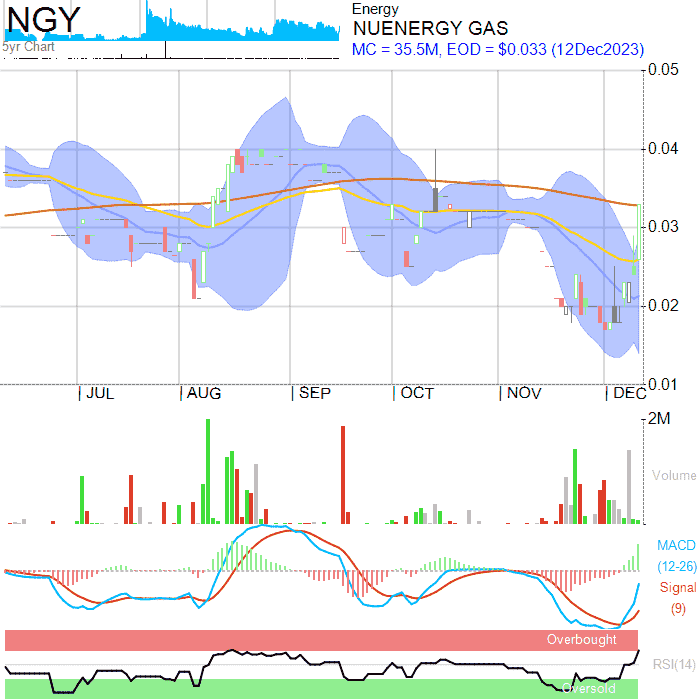 NGY
5yr Chart
Energy
NUENERGY GAS
MC = 35.5M, EOD = $0.033 (12Dec2023)
0.05
0.04
0.03
0.02
0.01
JUL AUG SEP OCT NOV DEC
2M
Volume
MACD
(12-26)
Signal
(9)
Overbought
RSI(14)
Oversold